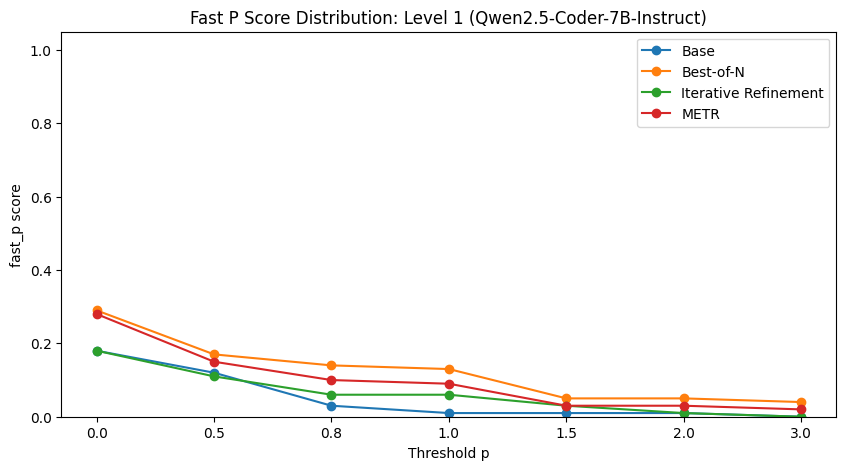 Fast P Score Distribution: Level 1 (Qwen2.5-Coder-7B-Instruct)
Base
Best-of-N
Iterative Refinement
METR
fast_p score
1.0
0.8
0.6
0.4
0.2
0.0
0.0 0.5 0.8 1.0 1.5 2.0 3.0
Threshold p